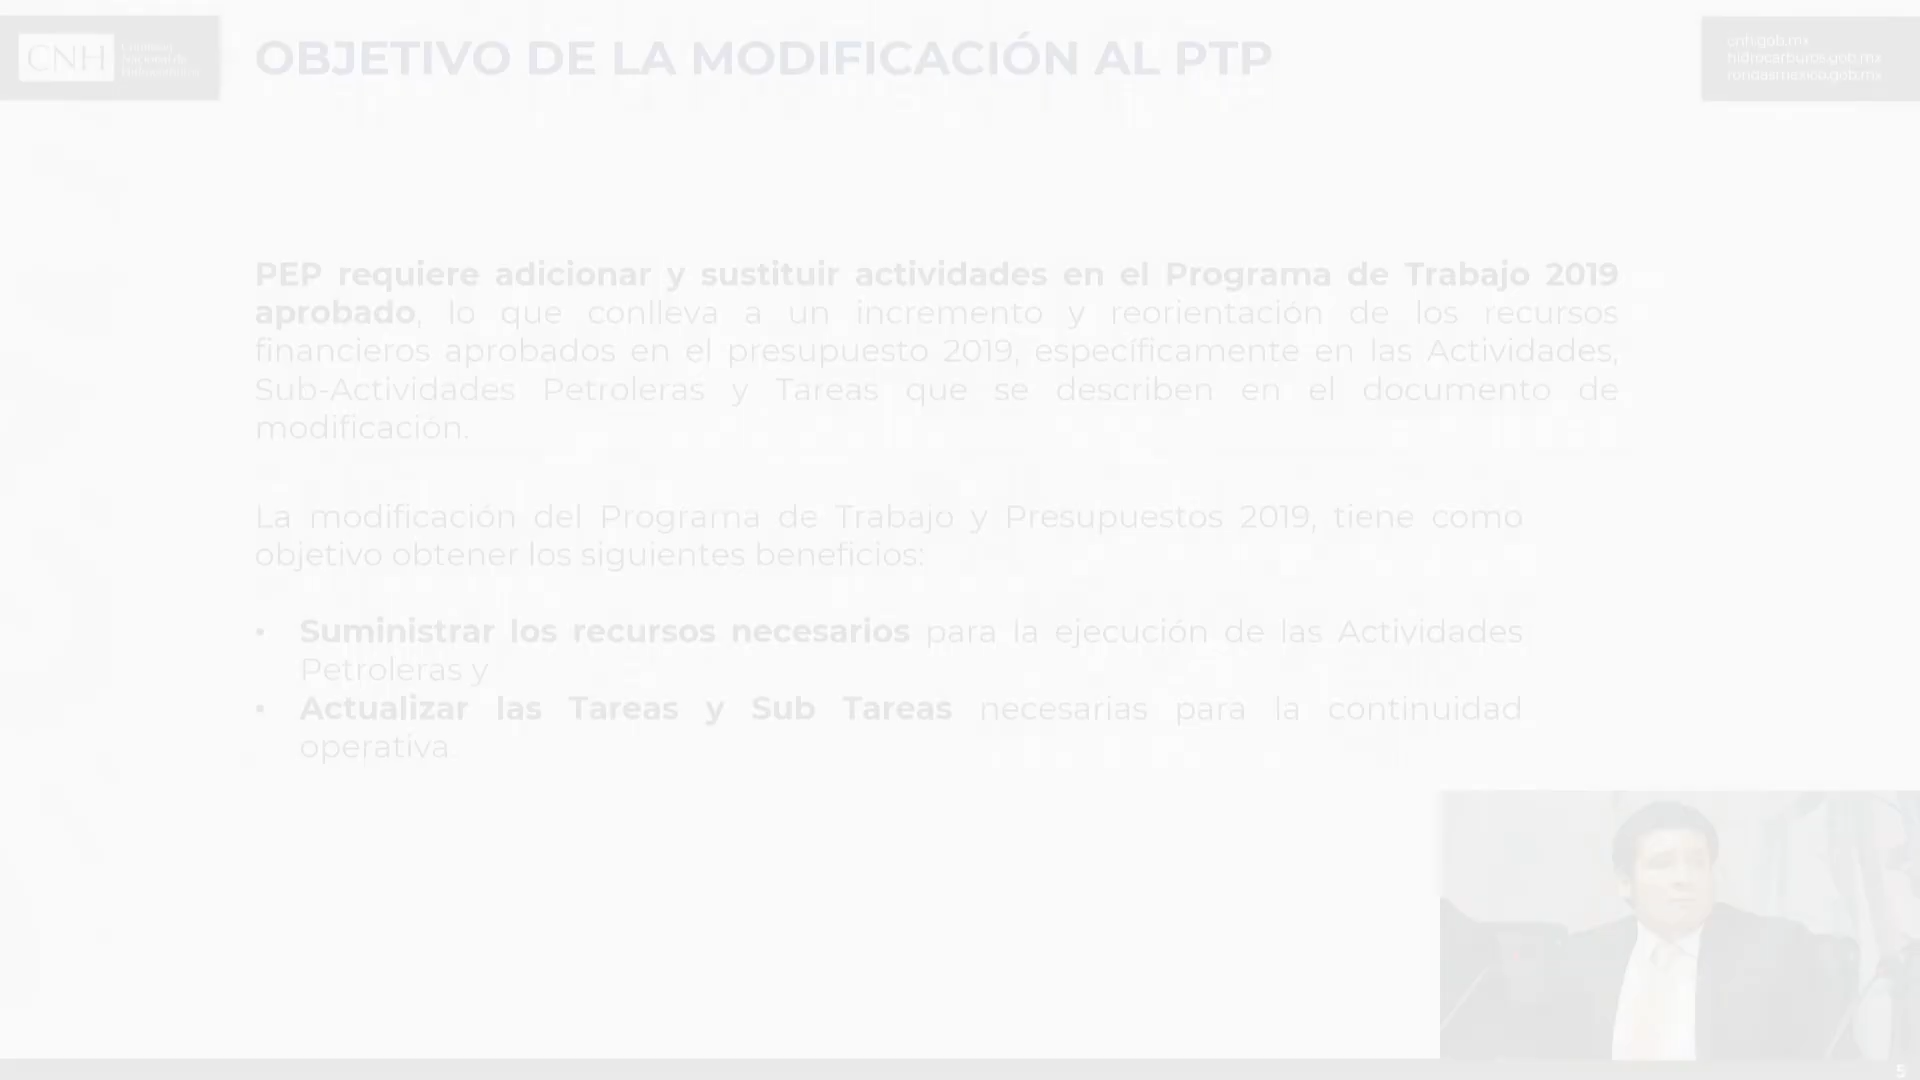 CNH
Comisión
Nacional de
Hidrocarburos
OBJETIVO DE LA MODIFICACIÓN AL PTP
cnh.gob.mx
hidrocarburos.gob.mx
rondasmexico.gob.mx
PEP requiere adicionar y sustituir actividades en el Programa de Trabajo 2019
aprobado, lo que conlleva a un incremento y reorientación de los recursos
financieros aprobados en el presupuesto 2019, específicamente en las Actividades,
Sub-Actividades Petroleras y Tareas que se describen en el documento de
modificación.
La modificación del Programa de Trabajo y Presupuestos 2019, tiene como
objetivo obtener los siguientes beneficios:
• Suministrar los recursos necesarios para la ejecución de las Actividades
Petroleras y
• Actualizar las Tareas y Sub Tareas necesarias para la continuidad
operativa.
5